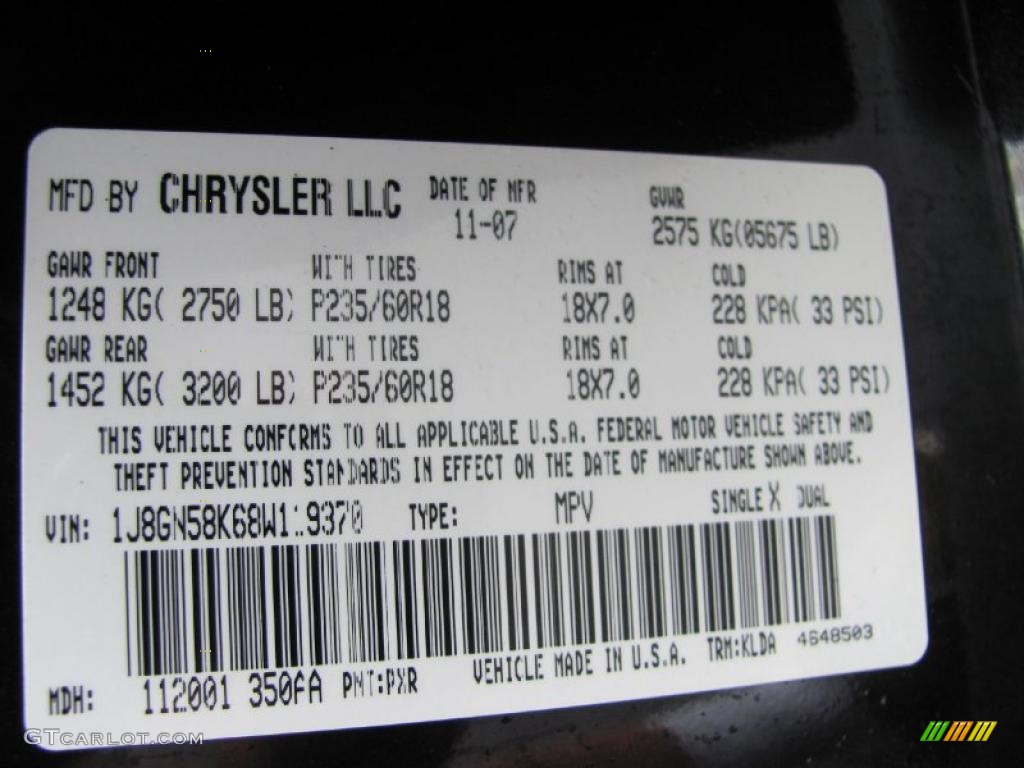 MFD BY CHRYSLER LLC DATE OF MFR GVWR
11-07 2575 KG(05675 LB)
GAWR FRONT WITH TIRES RIMS AT COLD
1248 KG( 2750 LB) P235/60R18 18X7.0 228 KPA( 33 PSI)
GAWR REAR WITH TIRES RIMS AT COLD
1452 KG( 3200 LB) P235/60R18 18X7.0 228 KPA( 33 PSI)
THIS VEHICLE CONFORMS TO ALL APPLICABLE U.S.A. FEDERAL MOTOR VEHICLE SAFETY AND
THEFT PREVENTION STANDARDS IN EFFECT ON THE DATE OF MANUFACTURE SHOWN ABOVE.
VIN: TYPE: MPV SINGLE X DUAL
MDH: 112001 PNT:PXR VEHICLE MADE IN U.S.A. TRM:KLDA 4648503
GTcarlot.com